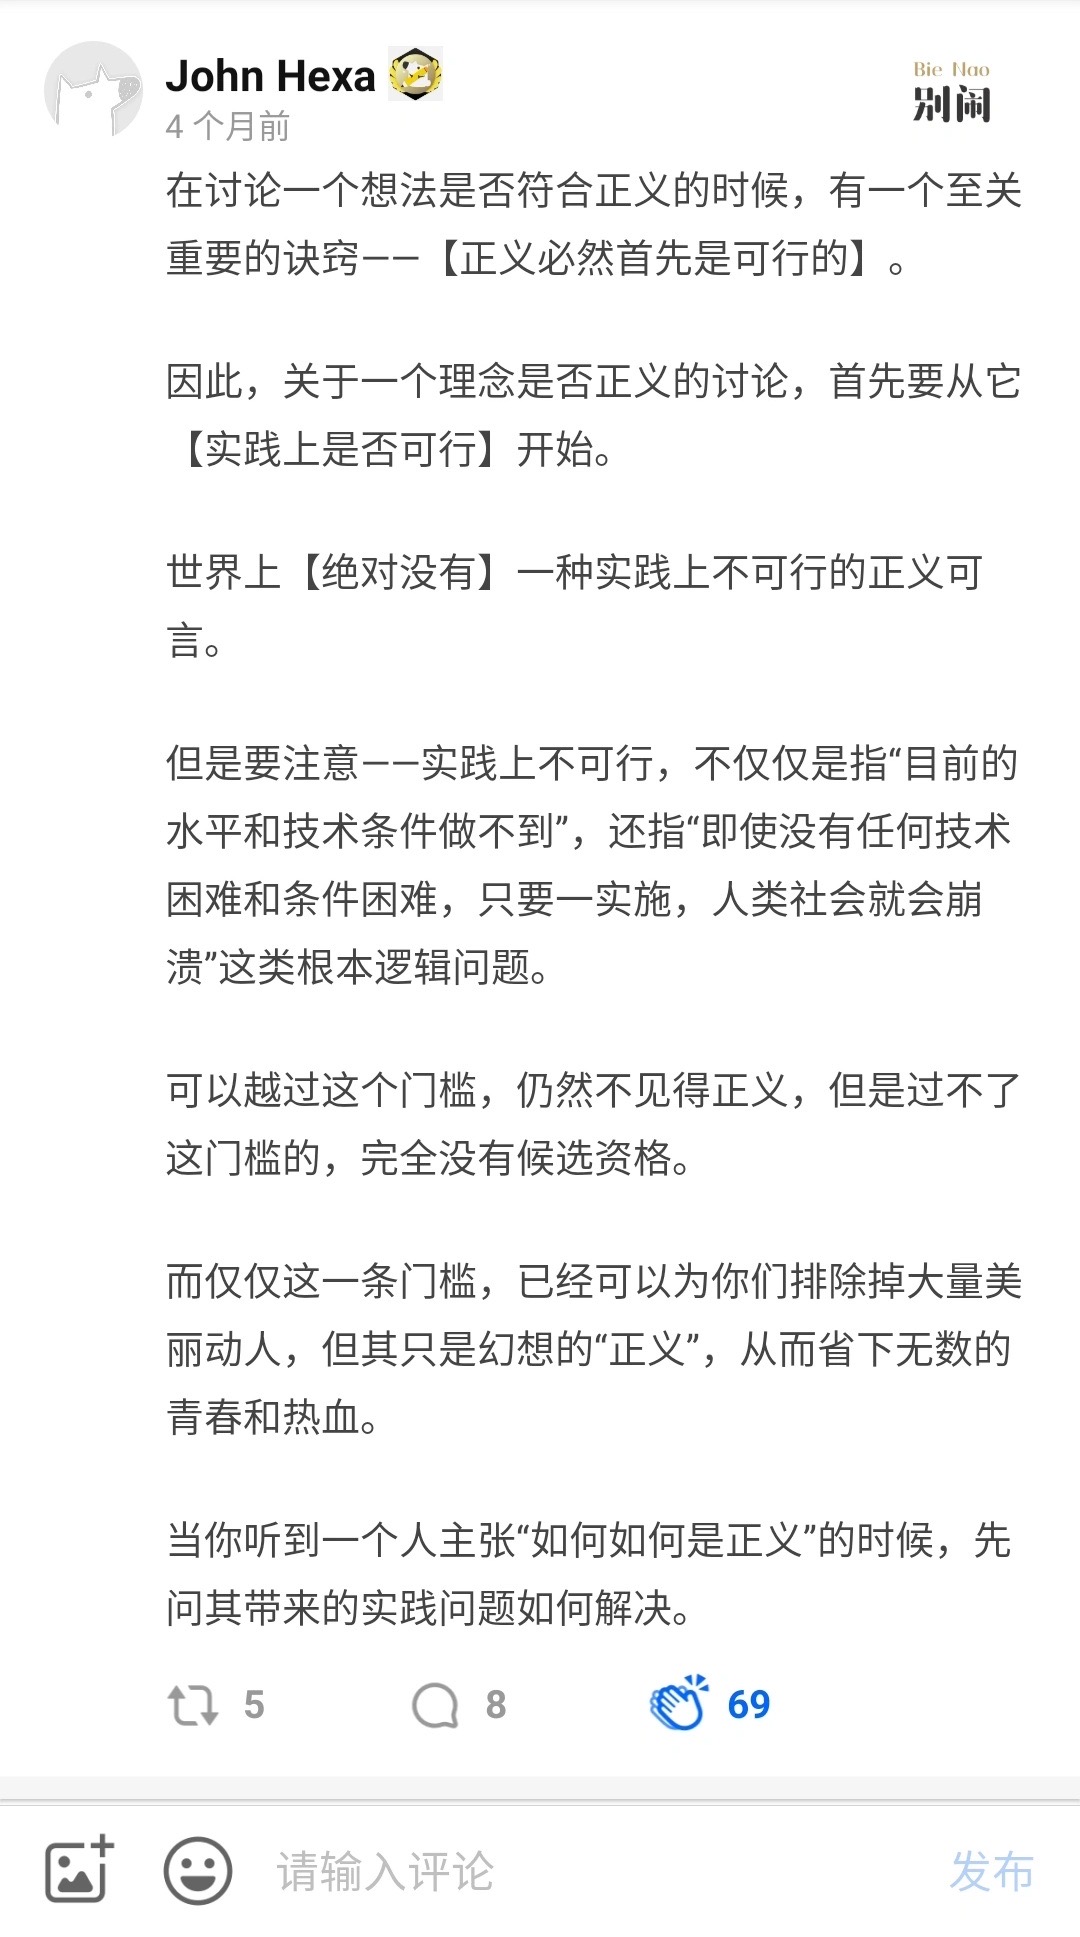 John Hexa
4 个月前
Bie Nao
别闹
在讨论一个想法是否符合正义的时候，有一个至关
重要的诀窍——【正义必然首先是可行的】。
因此，关于一个理念是否正义的讨论，首先要从它
【实践上是否可行】开始。
世界上【绝对没有】一种实践上不可行的正义可
言。
但是要注意——实践上不可行，不仅仅是指“目前的
水平和技术条件做不到”，还指“即使没有任何技术
困难和条件困难，只要一实施，人类社会就会崩
溃”这类根本逻辑问题。
可以越过这个门槛，仍然不见得正义，但是过不了
这门槛的，完全没有候选资格。
而仅仅这一条门槛，已经可以为你们排除掉大量美
丽动人，但其只是幻想的“正义”，从而省下无数的
青春和热血。
当你听到一个人主张“如何如何是正义”的时候，先
问其带来的实践问题如何解决。
5 8 69
请输入评论 发布